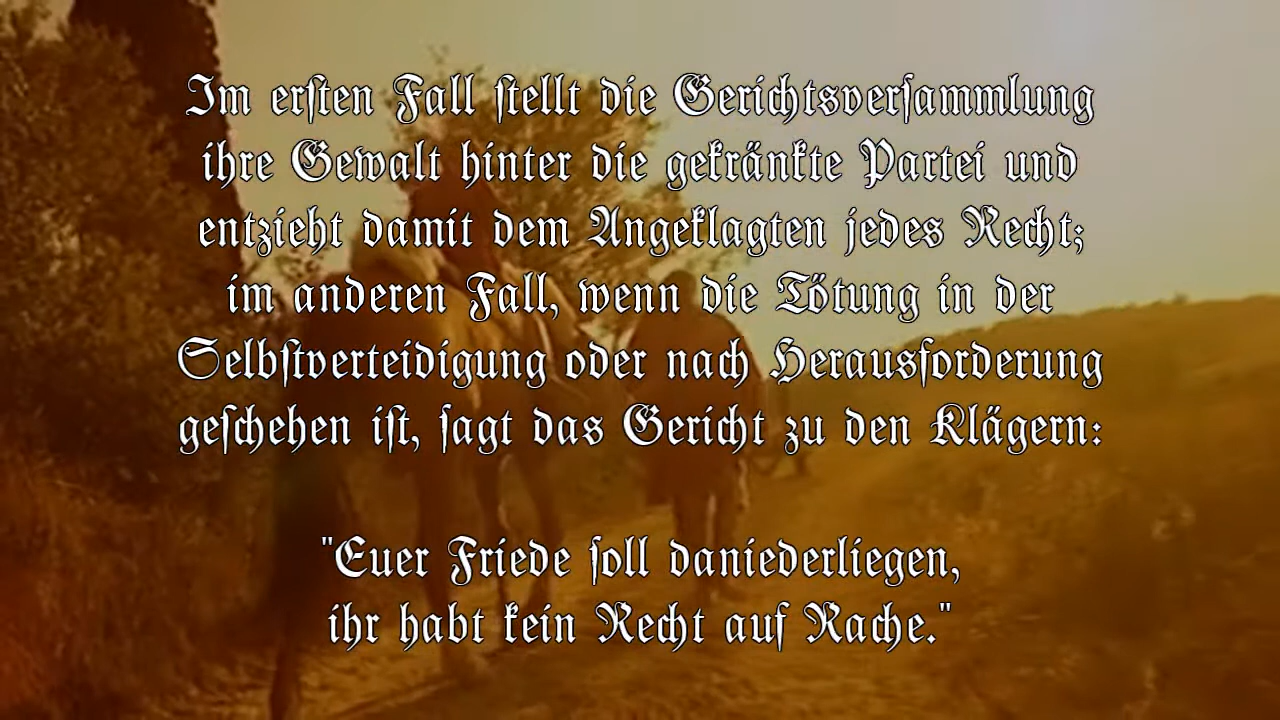 Im erſten Fall ſtellt die Gerichtsverſammlung
ihre Gewalt hinter die gekränkte Partei und
entzieht damit dem Angeklagten jedes Recht;
im anderen Fall, wenn die Tötung in der
Selbſtverteidigung oder nach Herausforderung
geſchehen iſt, ſagt das Gericht zu den Klägern:
"Euer Friede ſoll daniederliegen,
ihr habt kein Recht auf Rache."